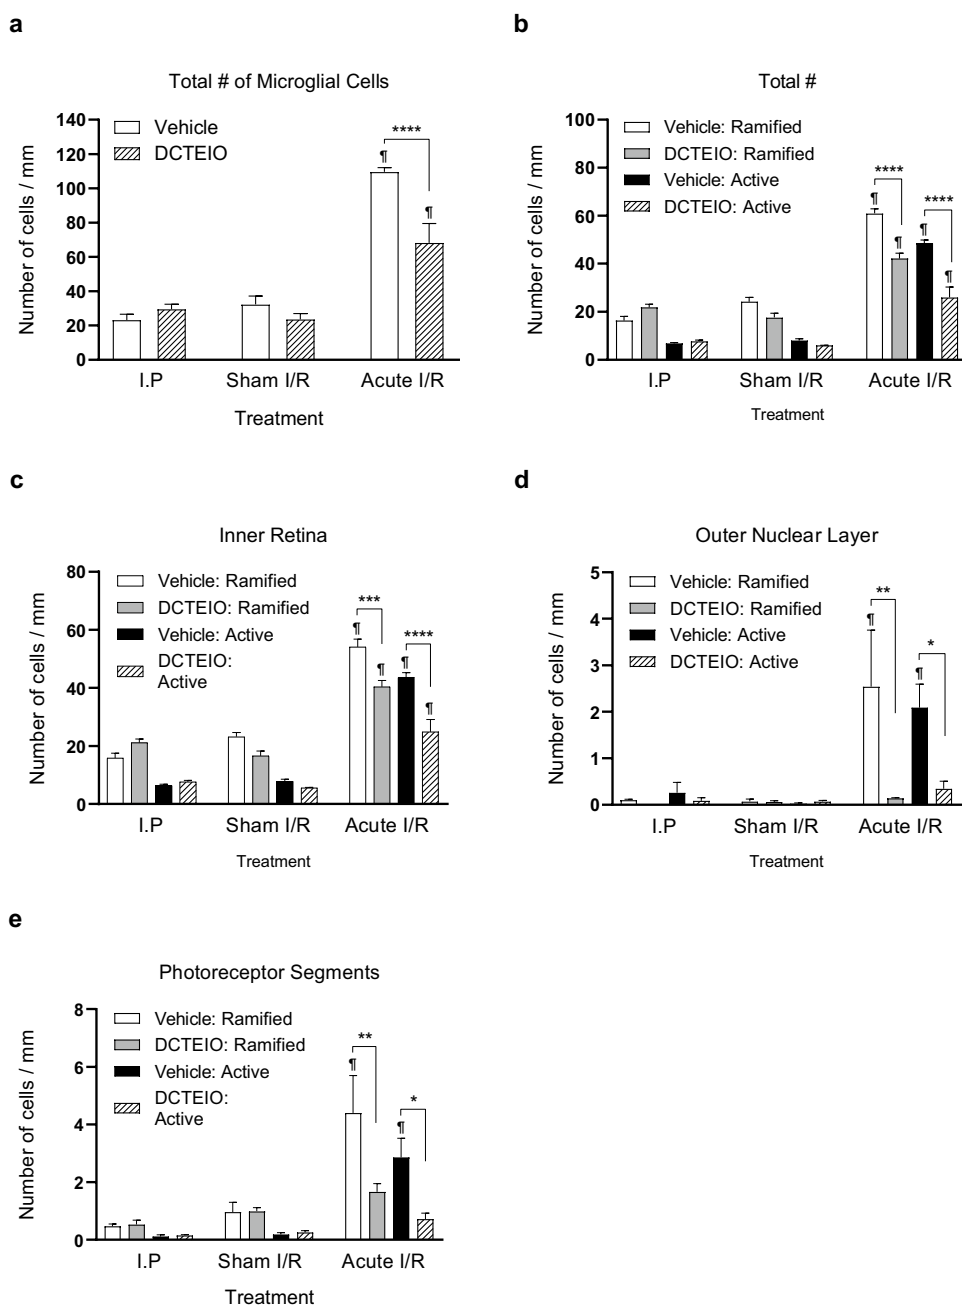 a
Total # of Microglial Cells
Number of cells / mm
140
120
100
80
60
40
20
0
Vehicle
DCTEIO
****
¶
¶
I.P
Sham I/R
Acute I/R
Treatment
b
Total #
Number of cells / mm
100
80
60
40
20
0
Vehicle: Ramified
DCTEIO: Ramified
Vehicle: Active
DCTEIO: Active
****
****
¶
¶
¶
¶
I.P
Sham I/R
Acute I/R
Treatment
c
Inner Retina
Number of cells / mm
80
60
40
20
0
Vehicle: Ramified
DCTEIO: Ramified
Vehicle: Active
DCTEIO:
Active
***
****
¶
¶
¶
¶
I.P
Sham I/R
Acute I/R
Treatment
d
Outer Nuclear Layer
Number of cells / mm
5
4
3
2
1
0
Vehicle: Ramified
DCTEIO: Ramified
Vehicle: Active
DCTEIO: Active
**
*
¶
¶
I.P
Sham I/R
Acute I/R
Treatment
e
Photoreceptor Segments
Number of cells / mm
8
6
4
2
0
Vehicle: Ramified
DCTEIO: Ramified
Vehicle: Active
DCTEIO:
Active
**
*
¶
¶
I.P
Sham I/R
Acute I/R
Treatment